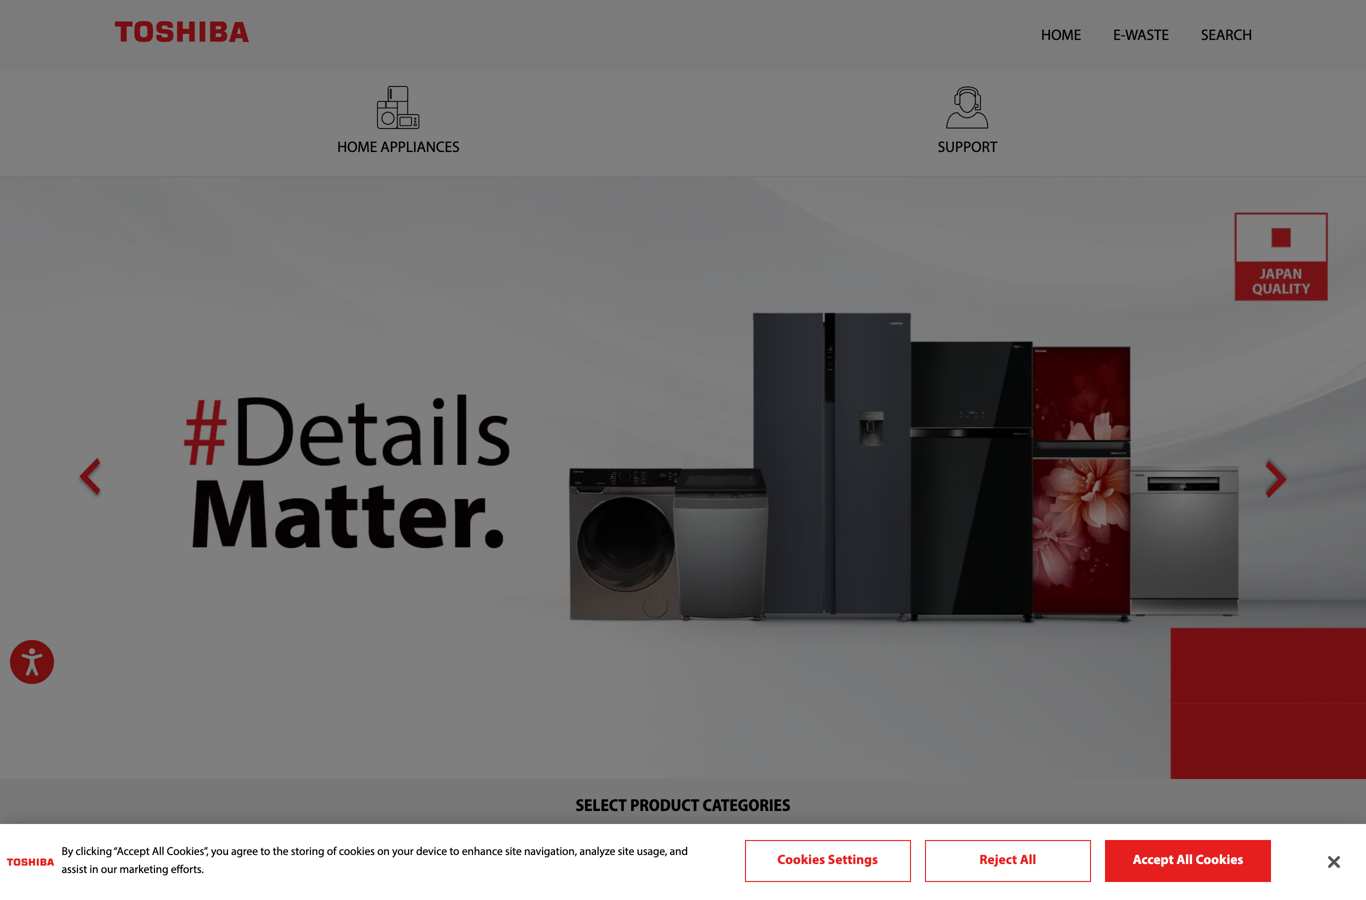 TOSHIBA
HOME
E-WASTE
SEARCH
HOME APPLIANCES
SUPPORT
JAPAN
QUALITY
#Details
Matter.
SELECT PRODUCT CATEGORIES
TOSHIBA
By clicking “Accept All Cookies”, you agree to the storing of cookies on your device to enhance site navigation, analyze site usage, and
assist in our marketing efforts.
Cookies Settings
Reject All
Accept All Cookies